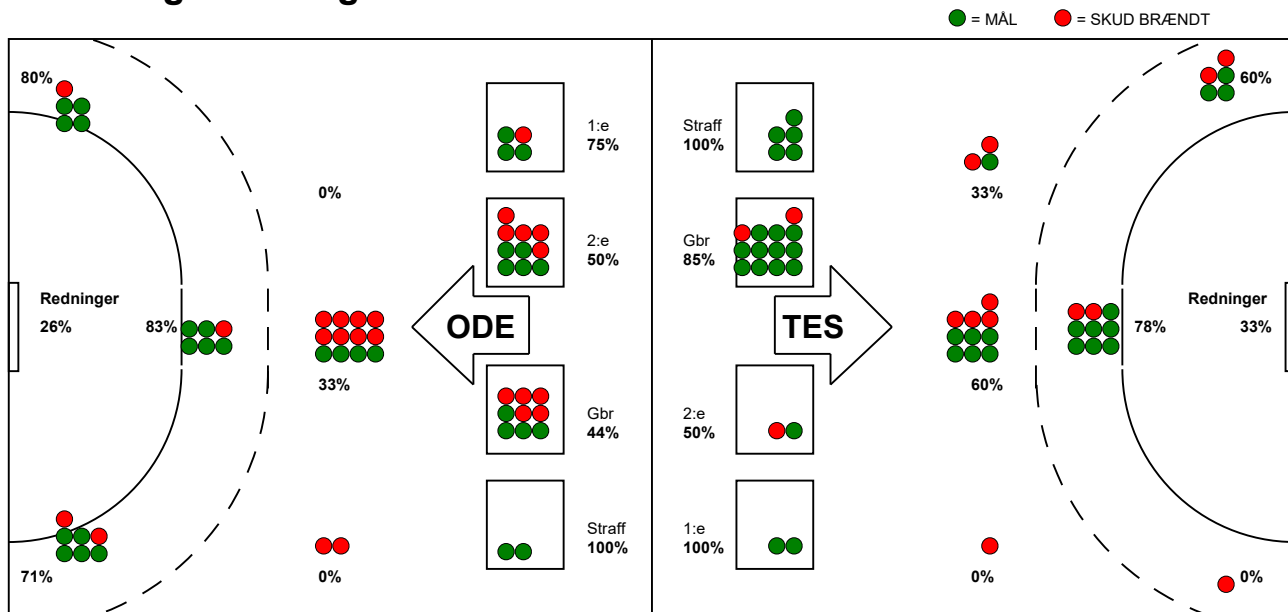 = MÅL
= SKUD BRÆNDT
80%
0%
1:e
75%
2:e
50%
Redninger
26%
83%
33%
ODE
Gbr
44%
71%
0%
Straff
100%
Straff
100%
33%
60%
Gbr
85%
TES
60%
78%
Redninger
33%
2:e
50%
1:e
100%
0%
0%